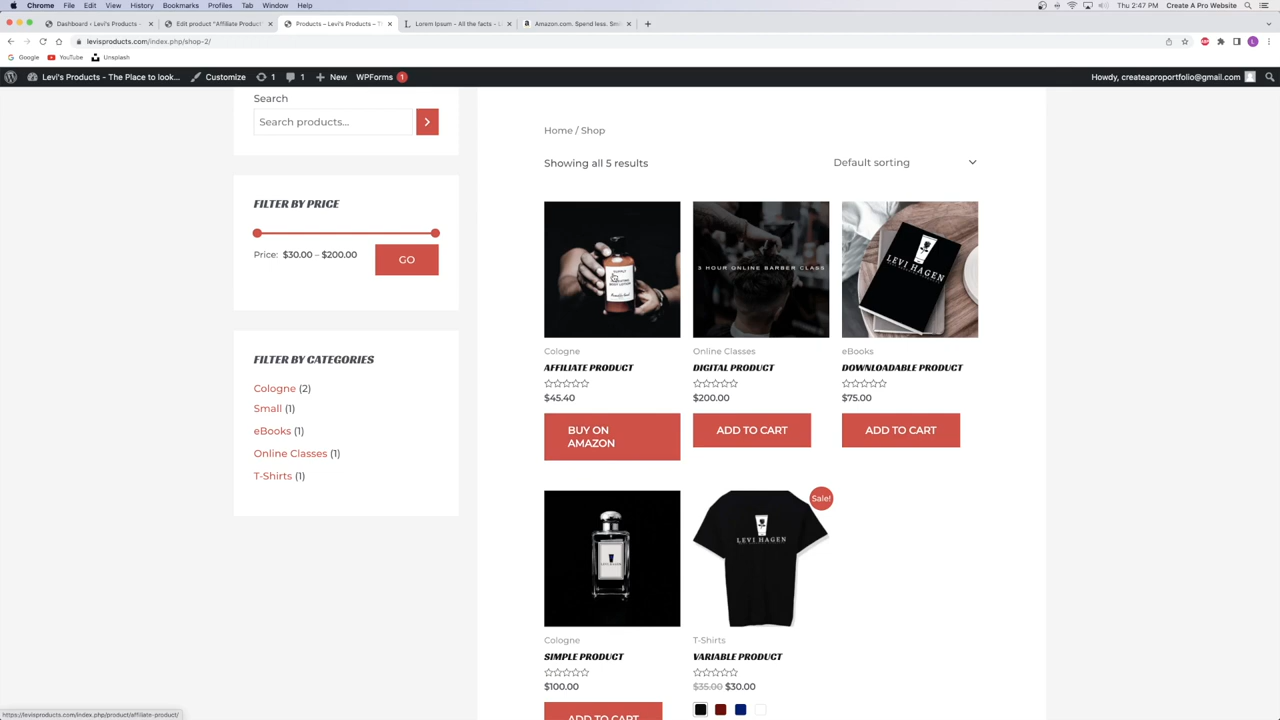 Chrome File Edit View History Bookmarks Profiles Tab Window Help
Create A Pro Website
Thu 2:47 PM
Dashboard ‹ Levi's Products -
Edit product "Affiliate Product"
Products – Levi's Products – T
Lorem Ipsum - All the facts - L
Amazon.com. Spend less. Sm
levisproducts.com/index.php/shop-2/
Google YouTube Unsplash
Levi's Products - The Place to look... Customize 1 1 New WPForms 1
Howdy, createaproportfolio@gmail.com
Search
Search products...
FILTER BY PRICE
Price: $30.00 – $200.00
GO
FILTER BY CATEGORIES
Cologne (2)
Small (1)
eBooks (1)
Online Classes (1)
T-Shirts (1)
Home / Shop
Showing all 5 results
Default sorting
SUPPLY
Cologne
AFFILIATE PRODUCT
$45.40
BUY ON
AMAZON
3 HOUR ONLINE BARBER CLASS
Online Classes
DIGITAL PRODUCT
$200.00
ADD TO CART
LEVI HAGEN
eBooks
DOWNLOADABLE PRODUCT
$75.00
ADD TO CART
LEVI HAGEN
Cologne
SIMPLE PRODUCT
$100.00
ADD TO CART
Sale!
LEVI HAGEN
T-Shirts
VARIABLE PRODUCT
$35.00 $30.00
https://levisproducts.com/index.php/product/affiliate-product/